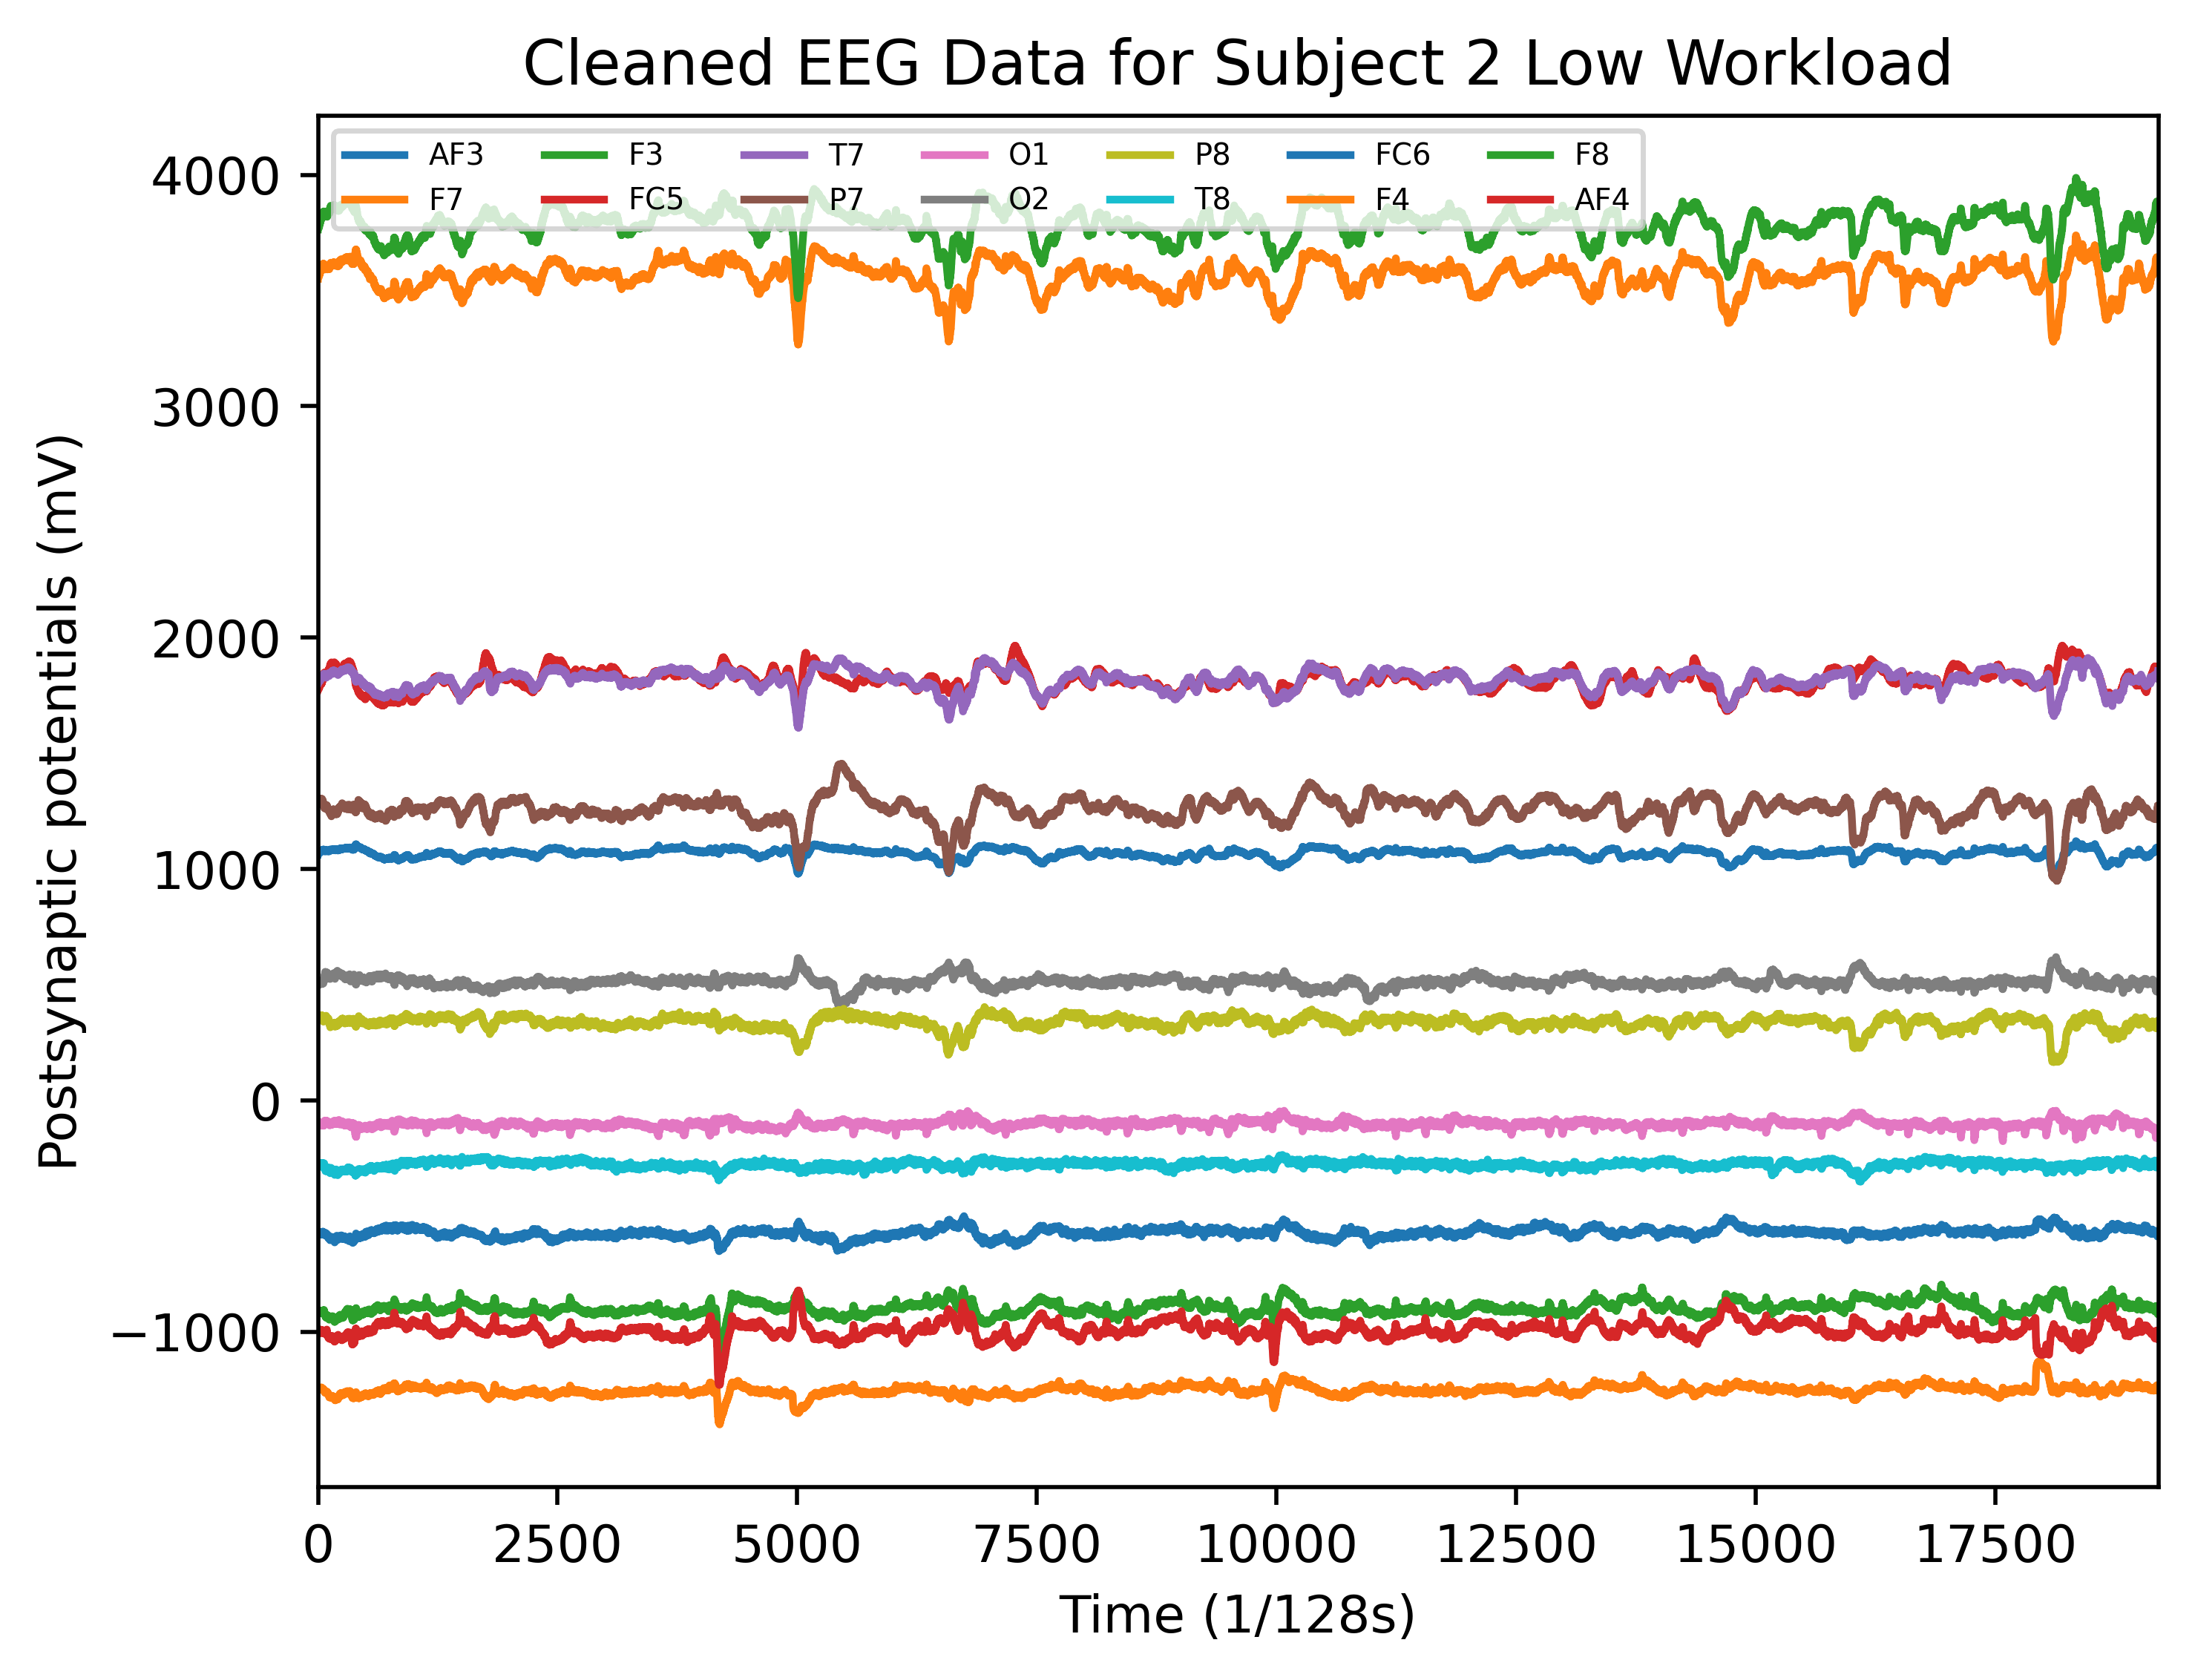 Cleaned EEG Data for Subject 2 Low Workload
AF3 F3 T7 O1 P8 FC6 F8
F7 FC5 P7 O2 T8 F4 AF4
4000
3000
2000
1000
0
−1000
Postsynaptic potentials (mV)
0 2500 5000 7500 10000 12500 15000 17500
Time (1/128s)